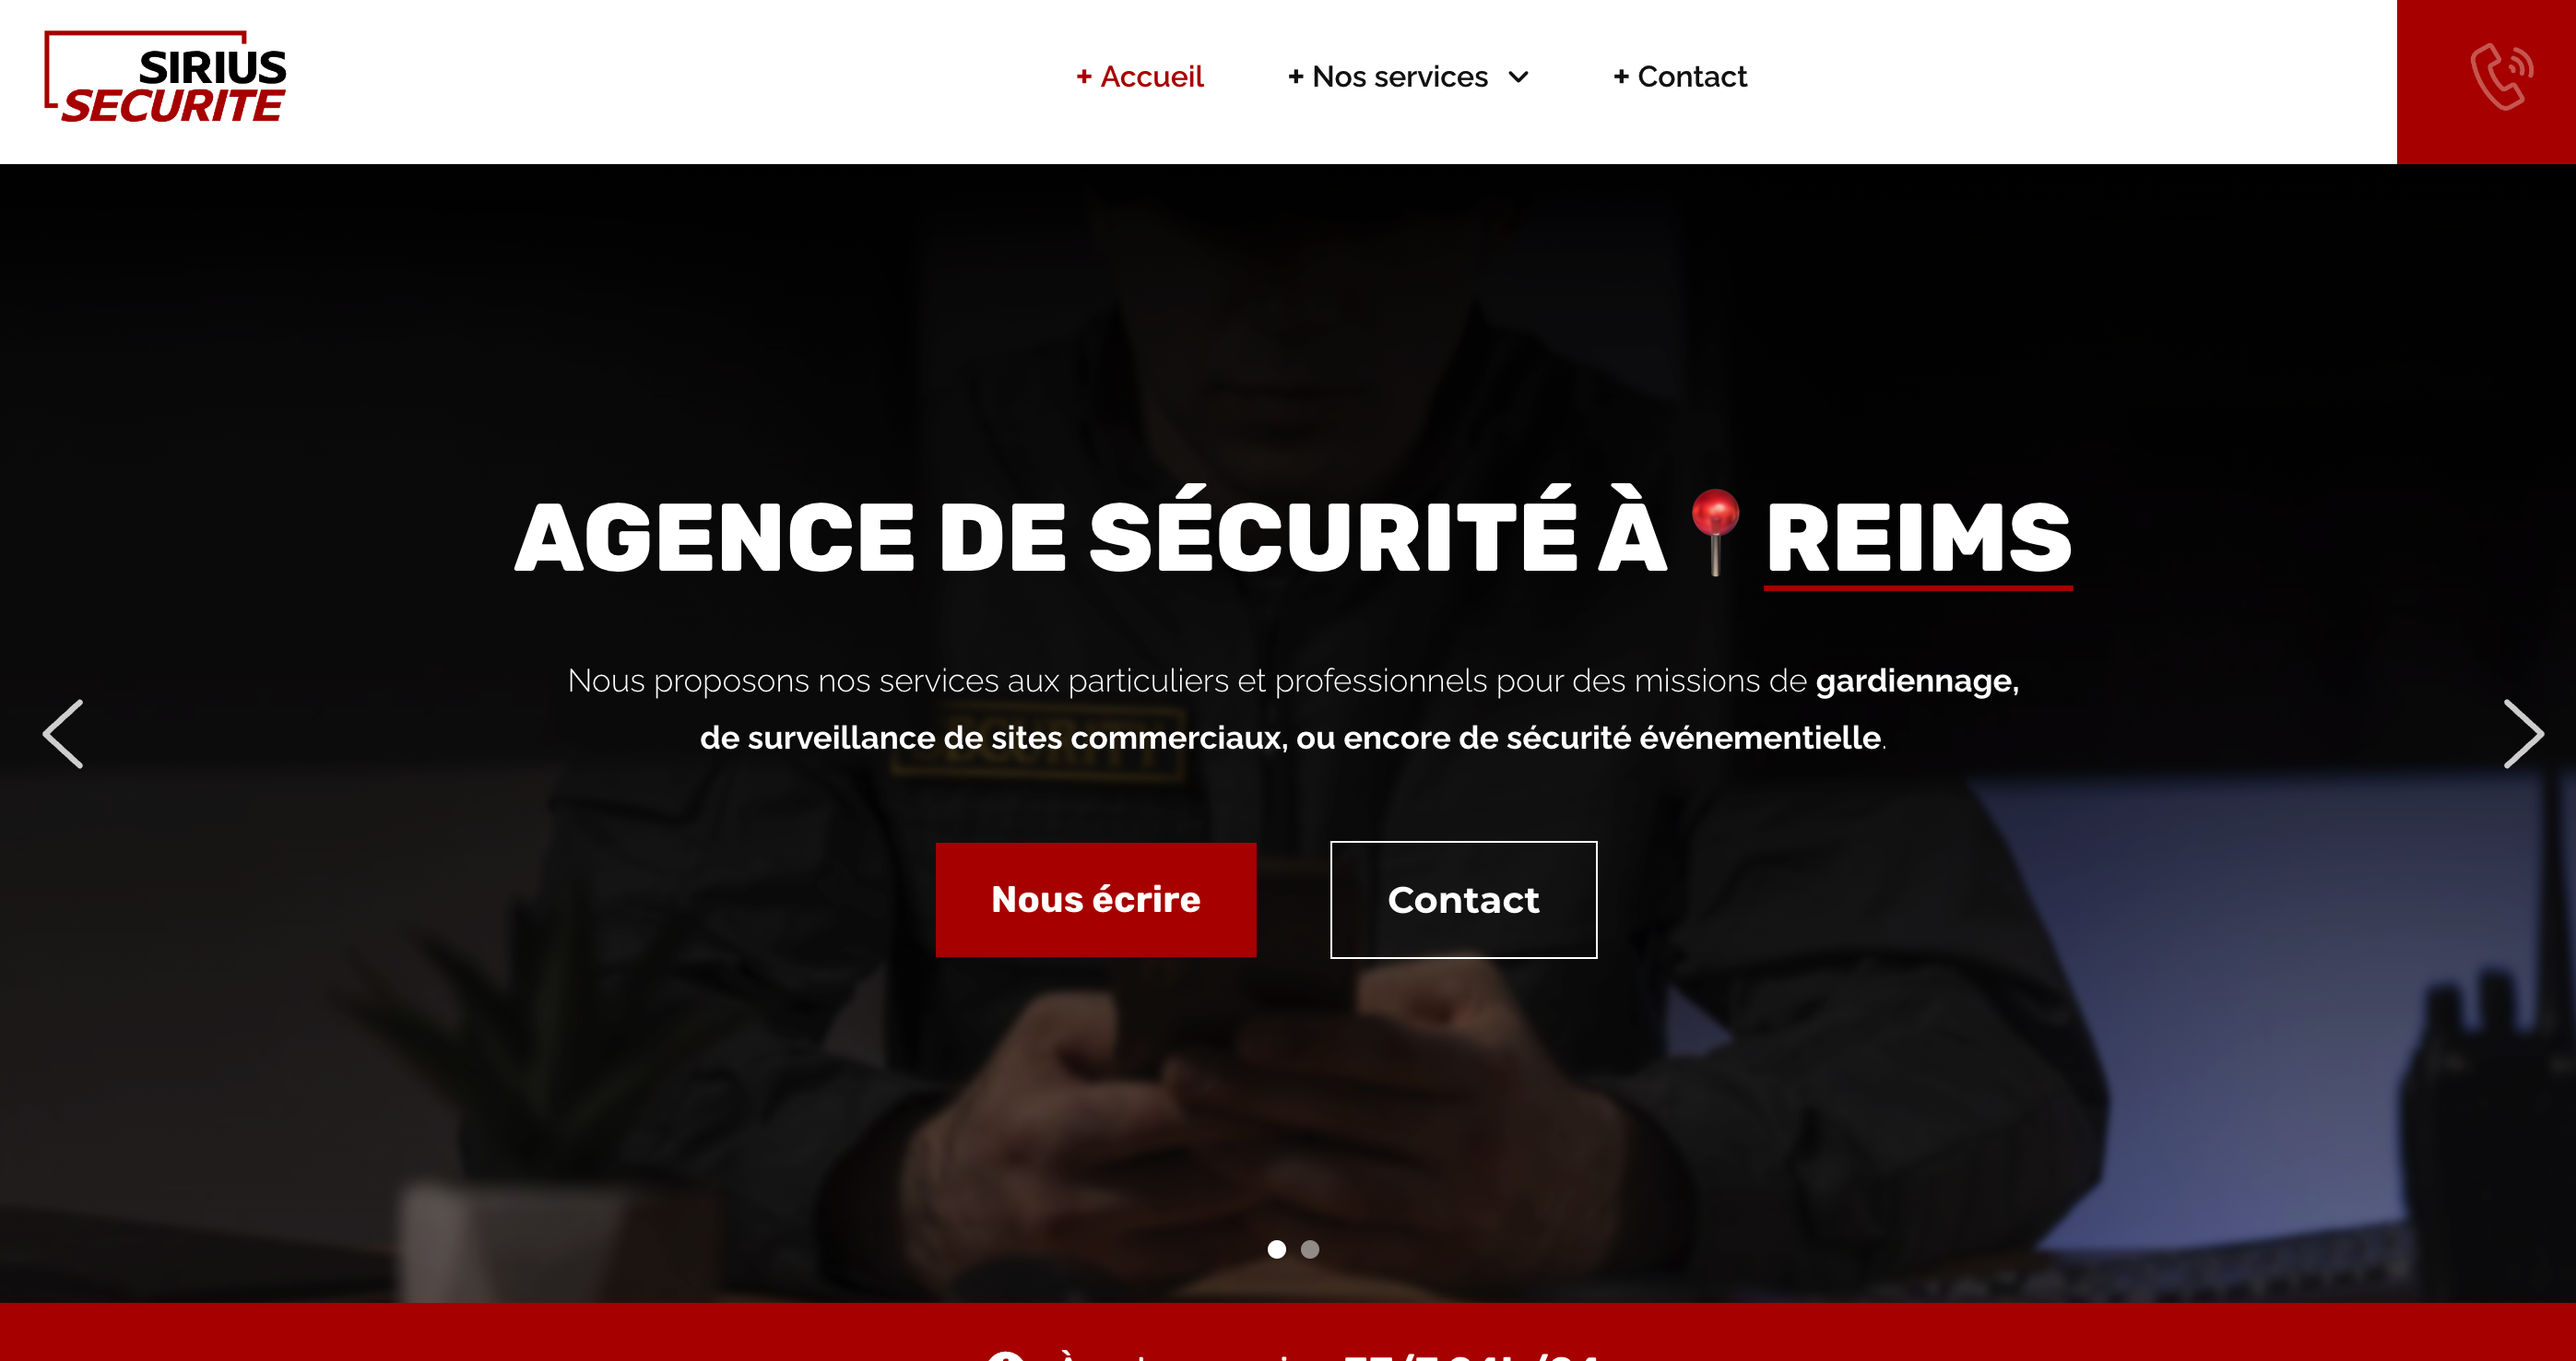 SIRIUS
SECURITE
+ Accueil
+ Nos services
+ Contact
AGENCE DE SÉCURITÉ À REIMS
Nous proposons nos services aux particuliers et professionnels pour des missions de gardiennage,
de surveillance de sites commerciaux, ou encore de sécurité événementielle.
SECURITY
Nous écrire
Contact